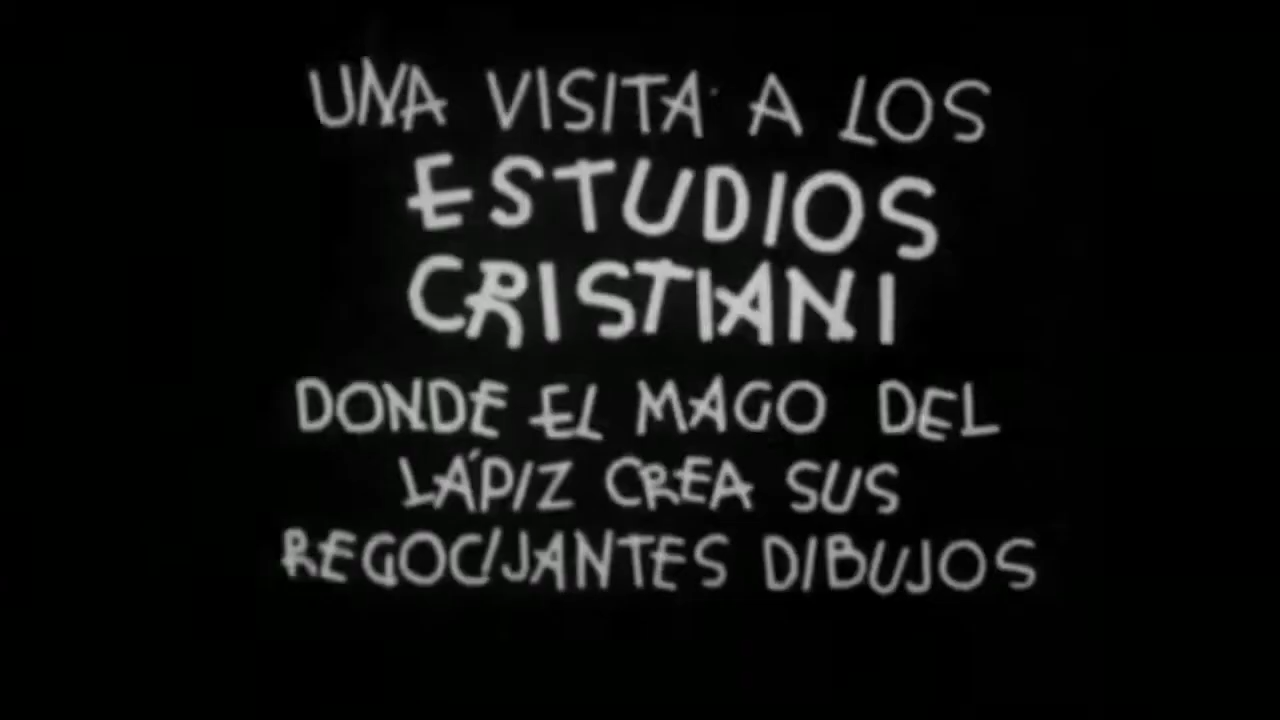 UNA VISITA A LOS
ESTUDIOS
CRISTIANI
DONDE EL MAGO DEL
LÁPIZ CREA SUS
REGOCIJANTES DIBUJOS